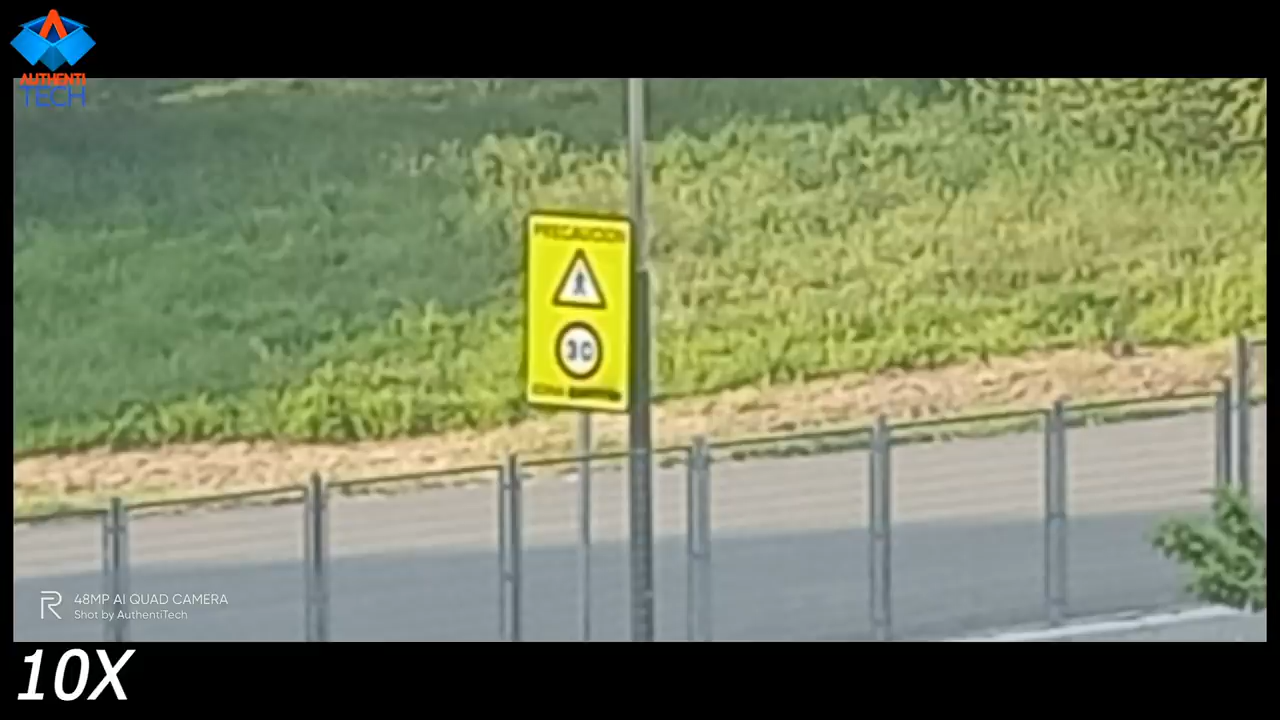 AUTHENTI
TECH
PRECAUCION
30
48MP AI QUAD CAMERA
Shot by AuthentiTech
10X